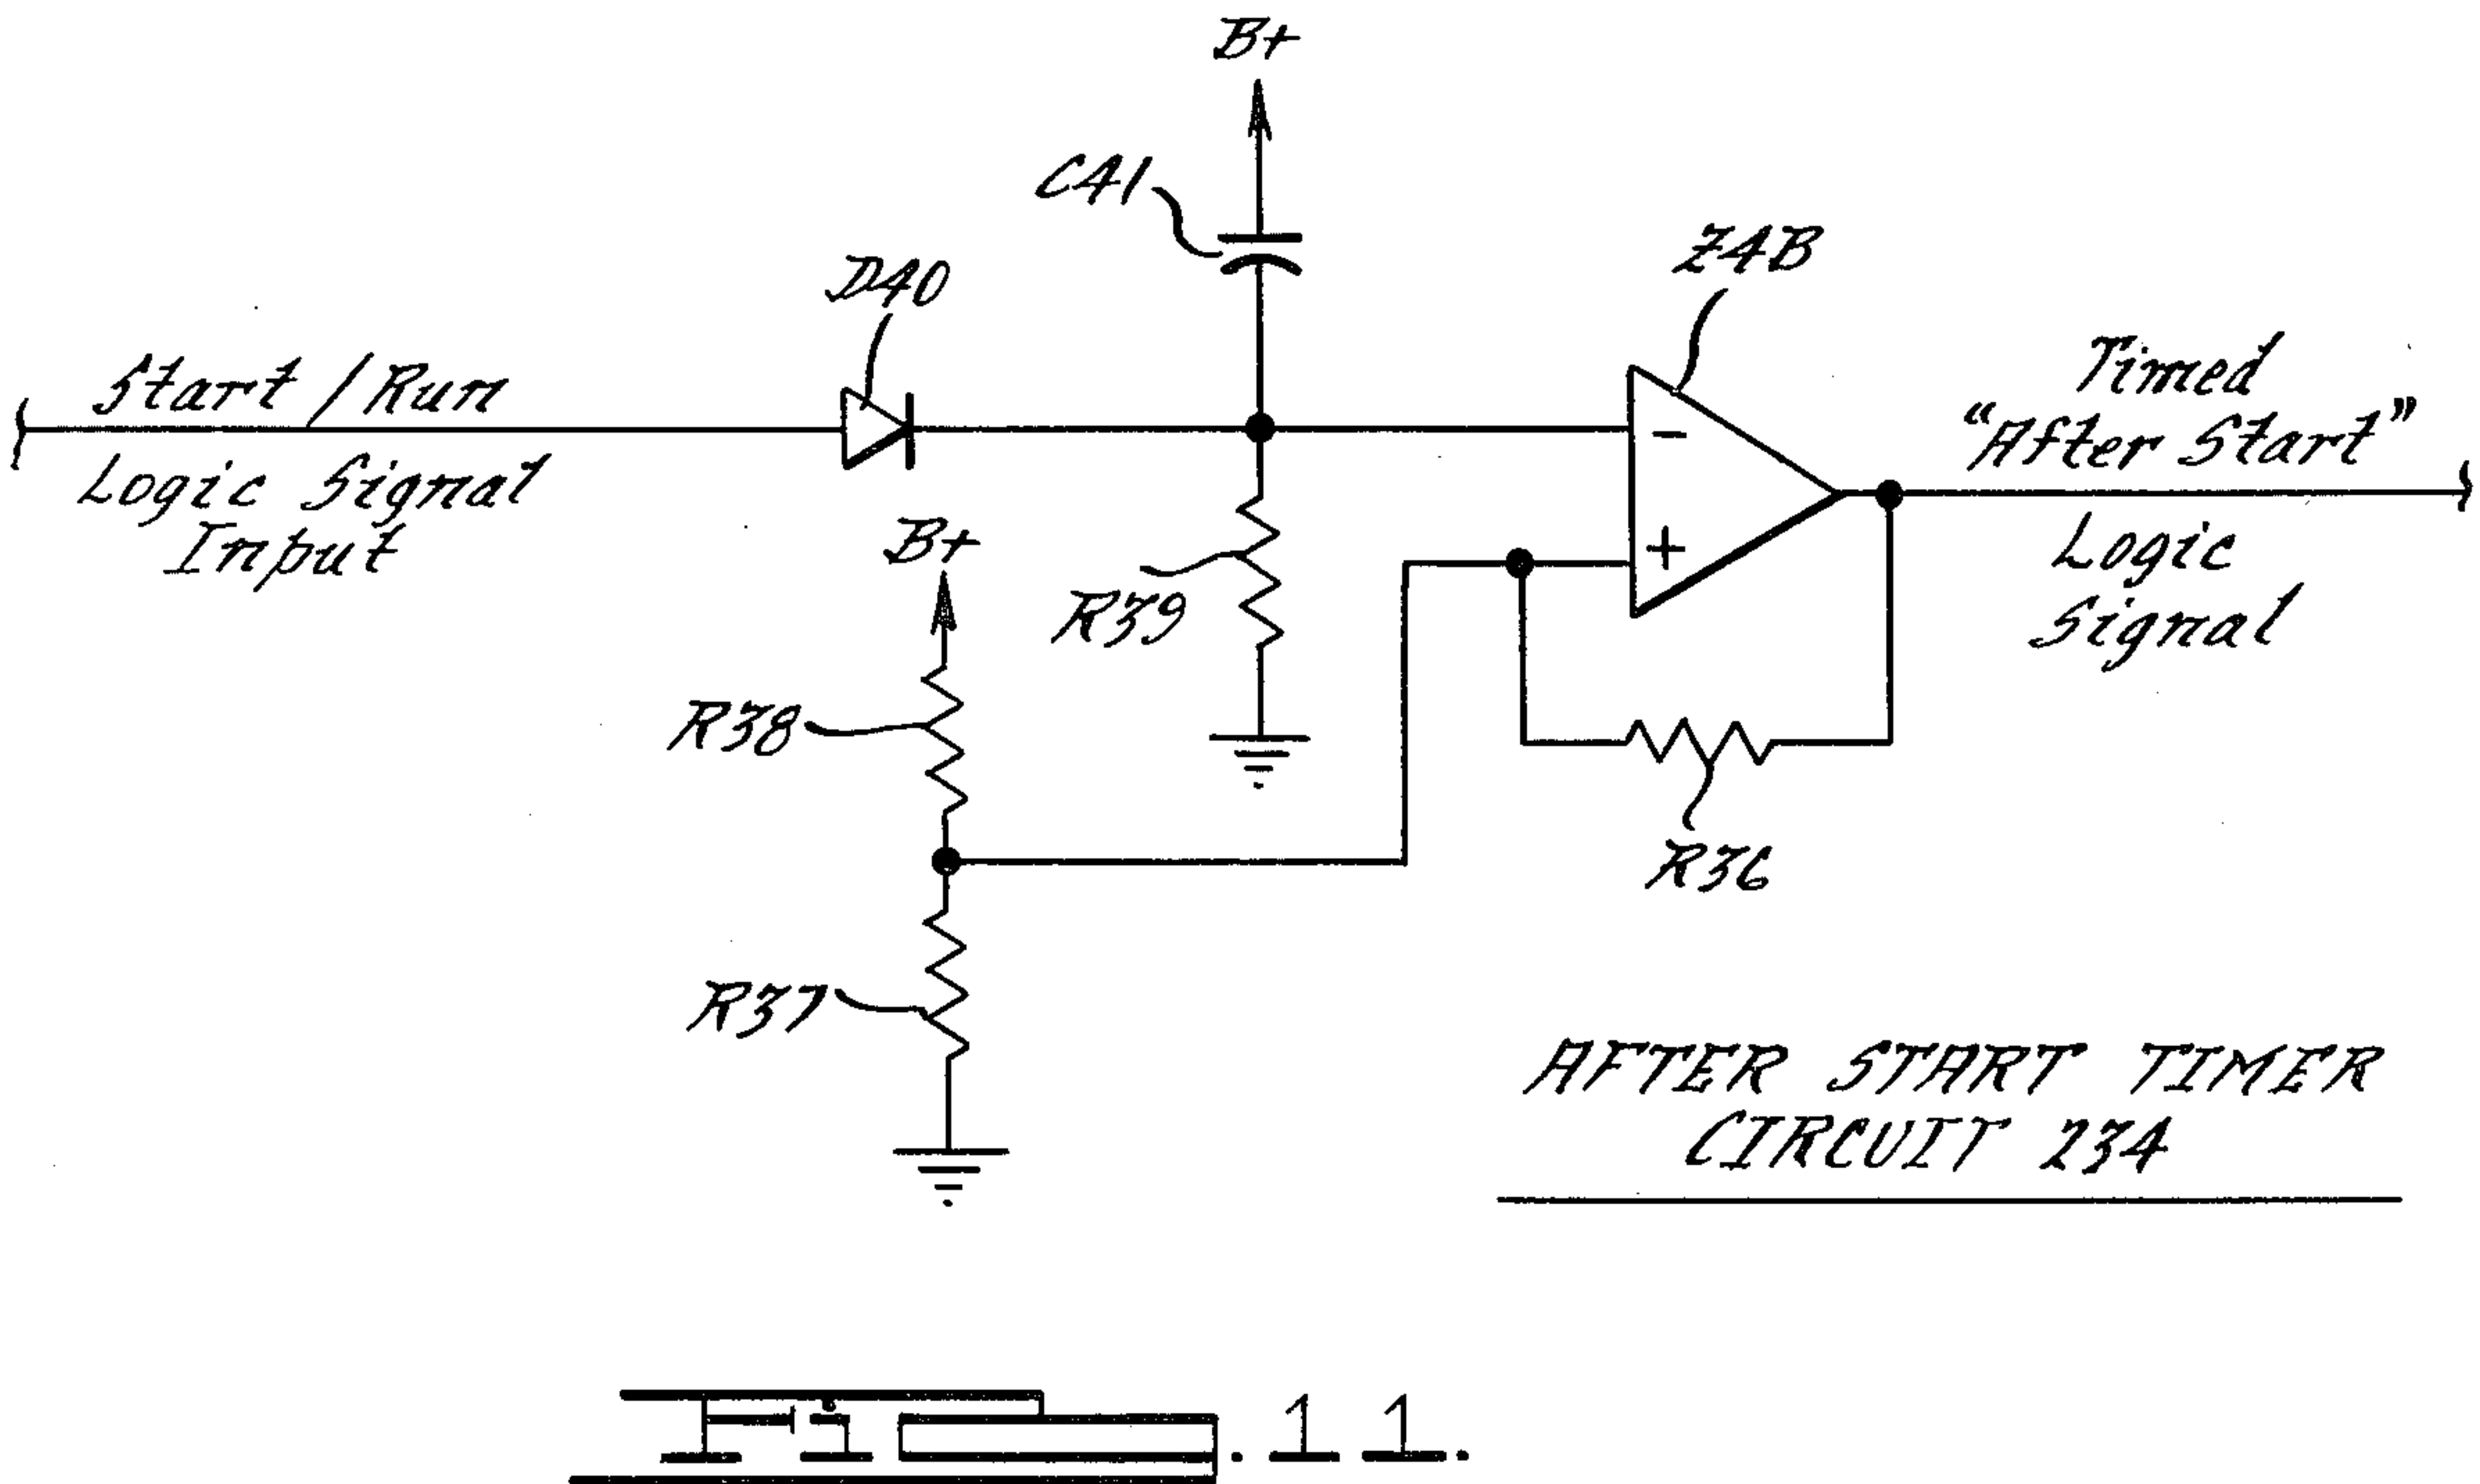 B+
CA1
D40
Z4B
Start/Run
Logic Signal
Input
Timed
“After Start”
Logic
Signal
B+
-
+
R39
R38
R36
R37
AFTER START TIMER
CIRCUIT 234
Fig. 11.